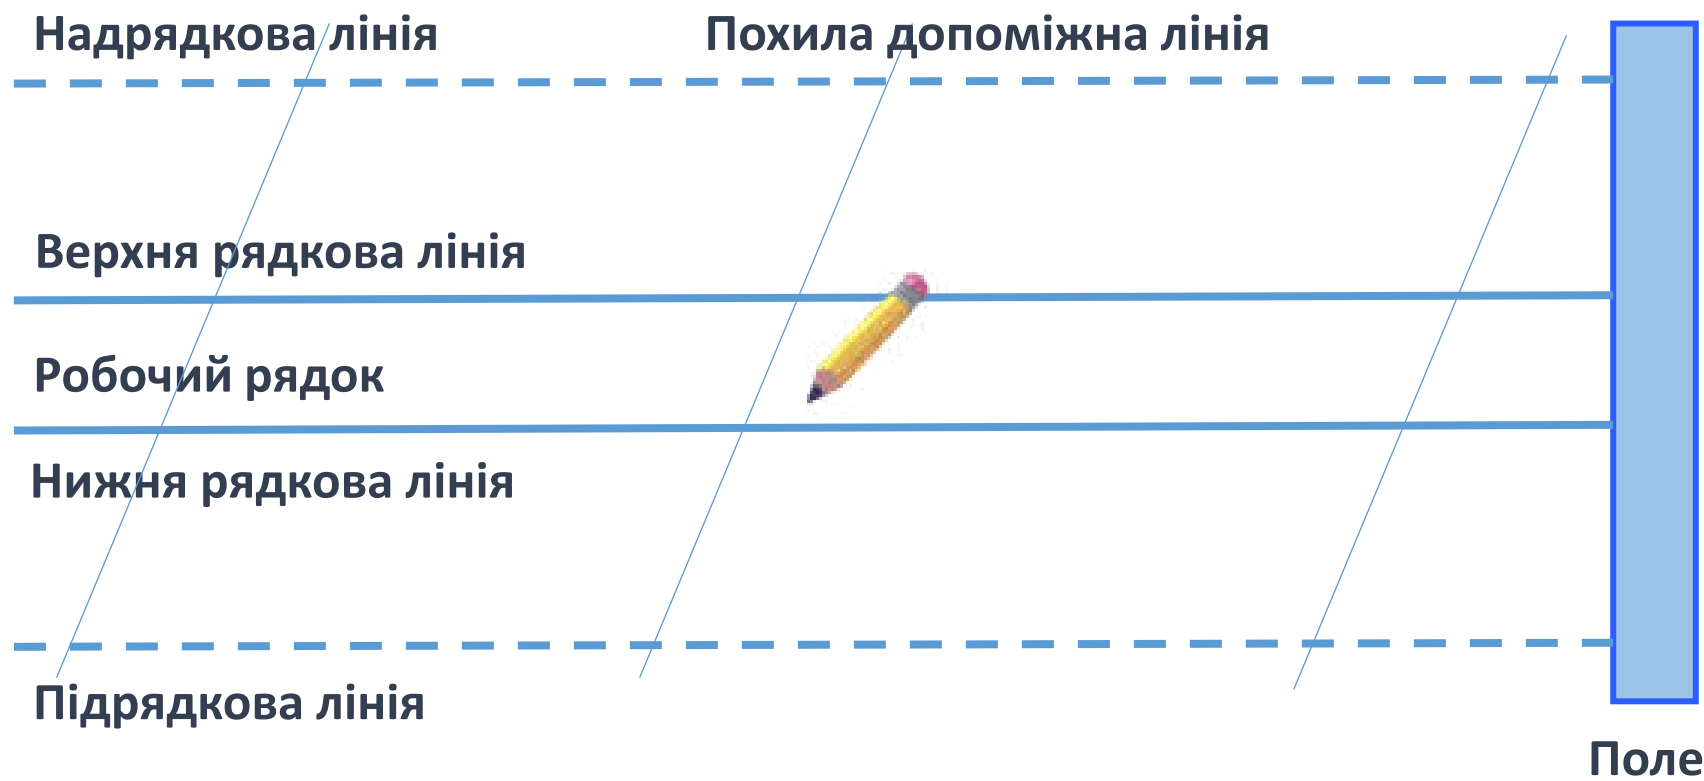 Надрядкова лінія
Похила допоміжна лінія
Верхня рядкова лінія
Робочий рядок
Нижня рядкова лінія
Підрядкова лінія
Поле